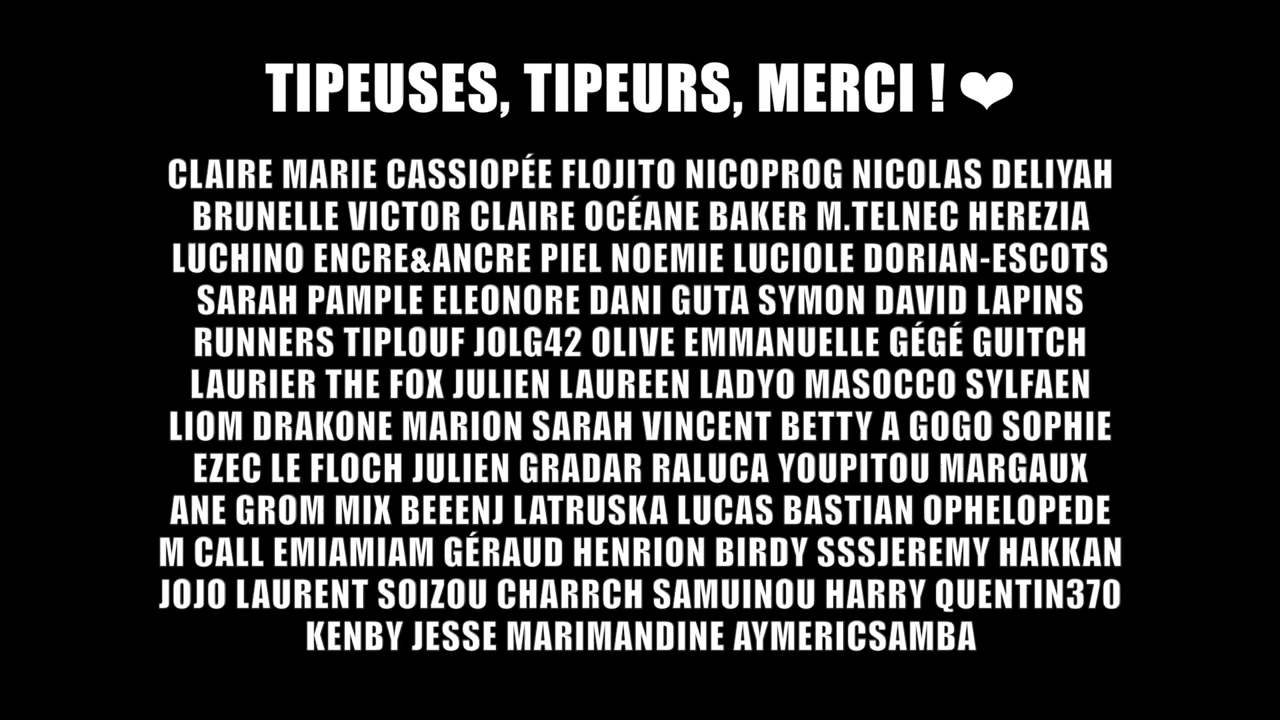 TIPEUSES, TIPEURS, MERCI ! ❤
CLAIRE MARIE CASSIOPÉE FLOJITO NICOPROG NICOLAS DELIYAH
BRUNELLE VICTOR CLAIRE OCÉANE BAKER M.TELNEC HEREZIA
LUCHINO ENCRE&ANCRE PIEL NOEMIE LUCIOLE DORIAN-ESCOTS
SARAH PAMPLE ELEONORE DANI GUTA SYMON DAVID LAPINS
RUNNERS TIPLOUF JOLG42 OLIVE EMMANUELLE GÉGÉ GUITCH
LAURIER THE FOX JULIEN LAUREEN LADYO MASOCCO SYLFAEN
LIOM DRAKONE MARION SARAH VINCENT BETTY A GOGO SOPHIE
EZEC LE FLOCH JULIEN GRADAR RALUCA YOUPITOU MARGAUX
ANE GROM MIX BEEENJ LATRUSKA LUCAS BASTIAN OPHELOPEDE
M CALL EMIAMIAM GÉRAUD HENRION BIRDY SSSJEREMY HAKKAN
JOJO LAURENT SOIZOU CHARRCH SAMUINOU HARRY QUENTIN370
KENBY JESSE MARIMANDINE AYMERICSAMBA